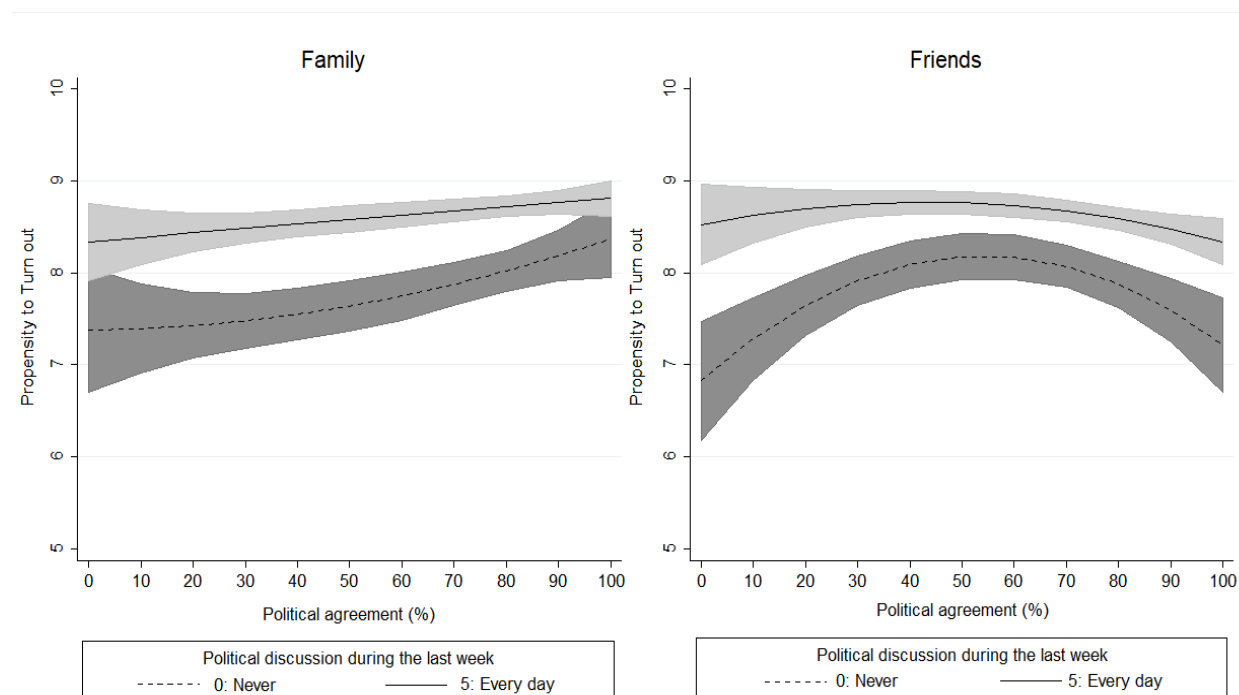 Family
10
9
8
7
6
5
Propensity to Turn out
0 10 20 30 40 50 60 70 80 90 100
Political agreement (%)
Political discussion during the last week
0: Never 5: Every day
Friends
10
9
8
7
6
5
Propensity to Turn out
0 10 20 30 40 50 60 70 80 90 100
Political agreement (%)
Political discussion during the last week
0: Never 5: Every day